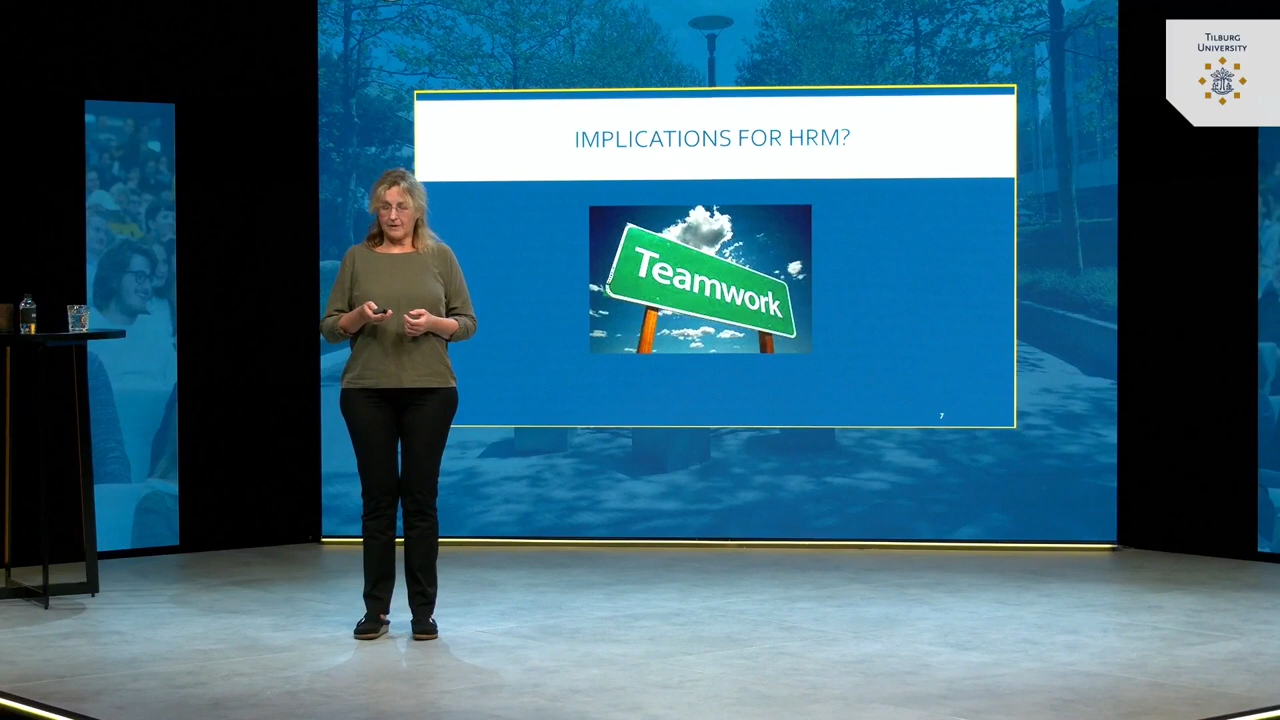 TILBURG
UNIVERSITY
IMPLICATIONS FOR HRM?
Teamwork
7